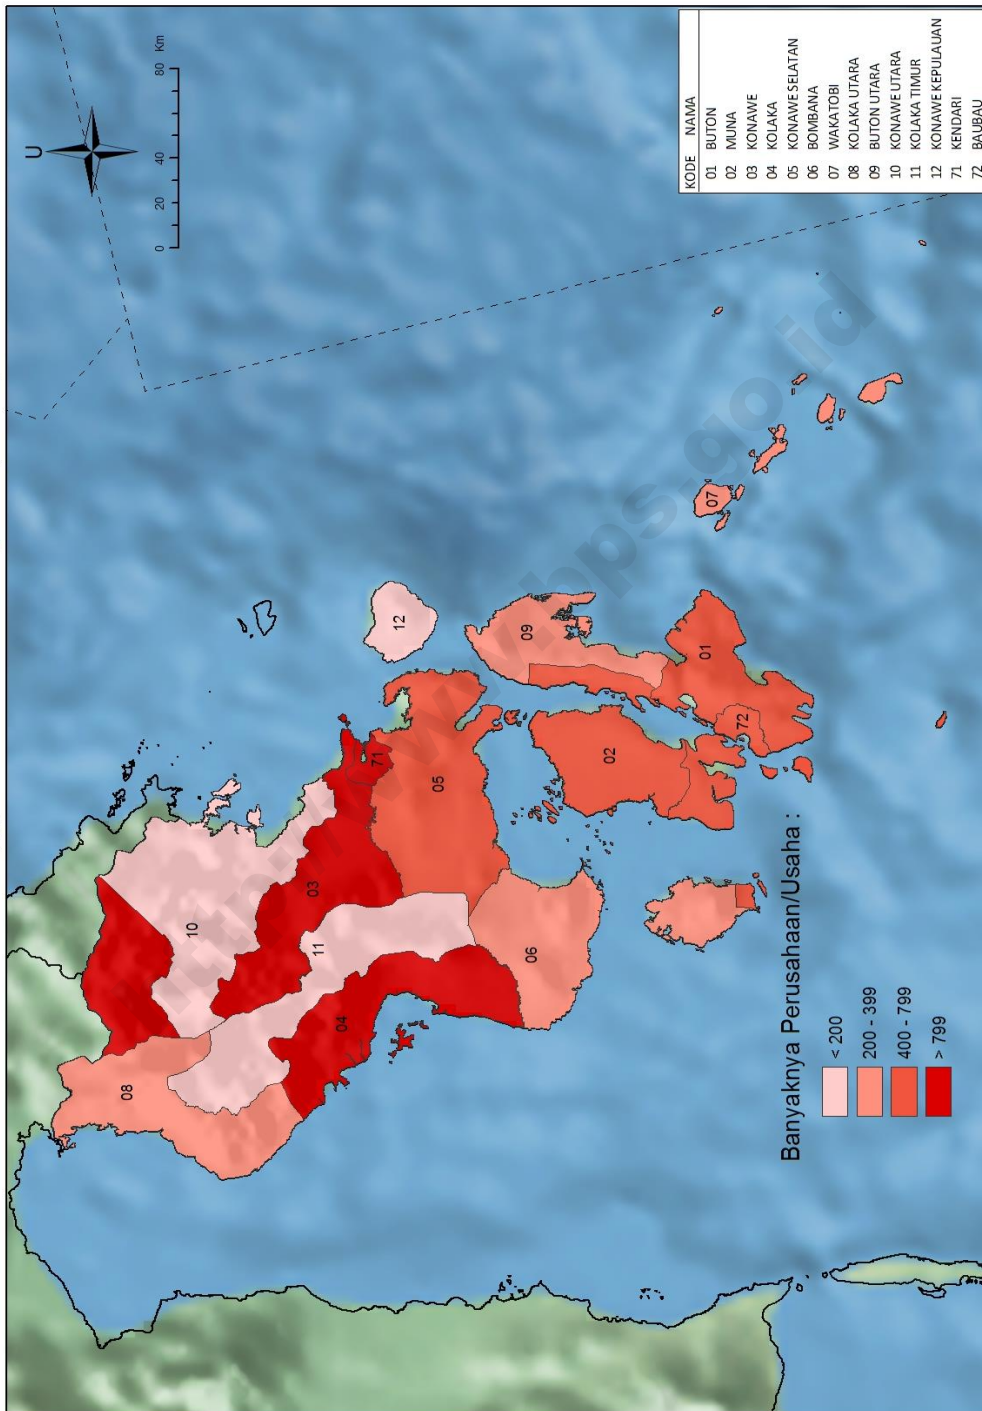 U
0 20 40 80 Km
KODE NAMA
01 BUTON
02 MUNA
03 KONAWE
04 KOLAKA
05 KONAWE SELATAN
06 BOMBANA
07 WAKATOBI
08 KOLAKA UTARA
09 BUTON UTARA
10 KONAWE UTARA
11 KOLAKA TIMUR
12 KONAWE KEPULAUAN
71 KENDARI
72 BAUBAU
08
10
03
11
04
71
05
06
12
09
02
01
72
07
Banyaknya Perusahaan/Usaha :
< 200
200 - 399
400 - 799
> 799
http://www.bps.go.id